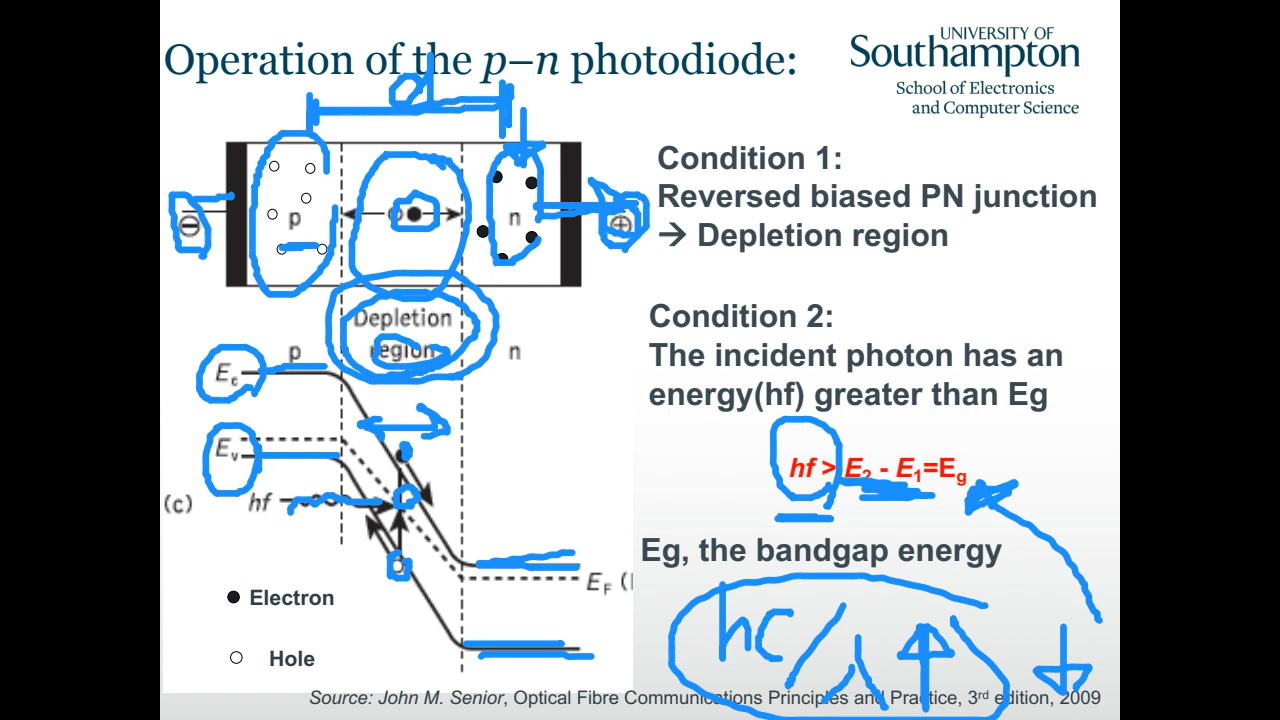 Operation of the p–n photodiode:
UNIVERSITY OF
Southampton
School of Electronics
and Computer Science
d
Condition 1:
Reversed biased PN junction
→ Depletion region
p
n
⊖
⊕
Depletion
region
p
n
Condition 2:
The incident photon has an
energy(hf) greater than Eg
hf > E2 - E1=Eg
Eg, the bandgap energy
hc/λ ↑ ↓
Ec
Ev
(c)
hf
EF (
Electron
Hole
Source: John M. Senior, Optical Fibre Communications Principles and Practice, 3rd edition, 2009